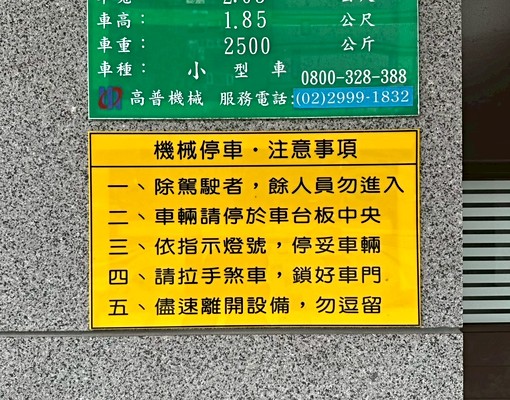 車高： 1.85 公尺
車重： 2500 公斤
車種： 小型車 0800-328-388
高普機械 服務電話:(02)2999-1832
機械停車・注意事項
一、除駕駛者，餘人員勿進入
二、車輛請停於車台板中央
三、依指示燈號，停妥車輛
四、請拉手煞車，鎖好車門
五、儘速離開設備，勿逗留